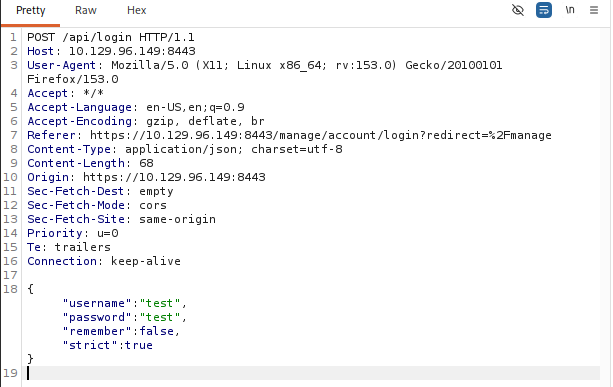 Pretty Raw Hex \n
1 POST /api/login HTTP/1.1
2 Host: 10.129.96.149:8443
3 User-Agent: Mozilla/5.0 (X11; Linux x86_64; rv:153.0) Gecko/20100101
Firefox/153.0
4 Accept: */*
5 Accept-Language: en-US,en;q=0.9
6 Accept-Encoding: gzip, deflate, br
7 Referer: https://10.129.96.149:8443/manage/account/login?redirect=%2Fmanage
8 Content-Type: application/json; charset=utf-8
9 Content-Length: 68
10 Origin: https://10.129.96.149:8443
11 Sec-Fetch-Dest: empty
12 Sec-Fetch-Mode: cors
13 Sec-Fetch-Site: same-origin
14 Priority: u=0
15 Te: trailers
16 Connection: keep-alive
17
18 {
"username":"test",
"password":"test",
"remember":false,
"strict":true
}
19